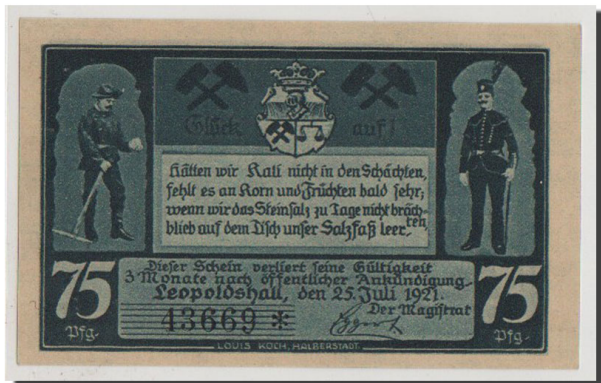 Glück auf!
Hätten wir Kali nicht in den Schächten,
fehlt es an Korn und Früchten bald sehr;
wenn wir das Steinsalz zu Tage nicht bräch-
ten,
blieb auf dem Tisch unser Salzfaß leer.
75
Pfg.
Dieser Schein verliert seine Gültigkeit
3 Monate nach öffentlicher Ankündigung.
Leopoldshall, den 25. Juli 1921.
Der Magistrat
43669 *
75
Pfg.
LOUIS KOCH, HALBERSTADT.